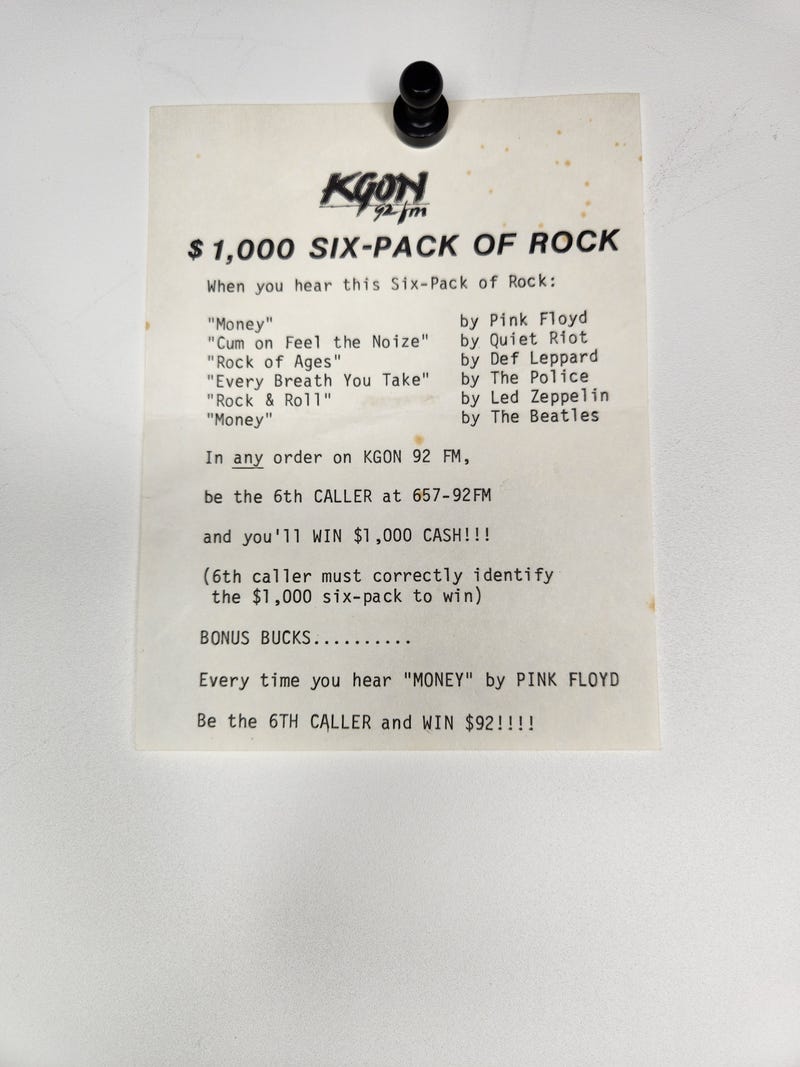 KGON
92 fm
$1,000 SIX-PACK OF ROCK
When you hear this Six-Pack of Rock:
"Money" by Pink Floyd
"Cum on Feel the Noize" by Quiet Riot
"Rock of Ages" by Def Leppard
"Every Breath You Take" by The Police
"Rock & Roll" by Led Zeppelin
"Money" by The Beatles
In any order on KGON 92 FM,
be the 6th CALLER at 657-92FM
and you'll WIN $1,000 CASH!!!
(6th caller must correctly identify
the $1,000 six-pack to win)
BONUS BUCKS..........
Every time you hear "MONEY" by PINK FLOYD
Be the 6TH CALLER and WIN $92!!!!